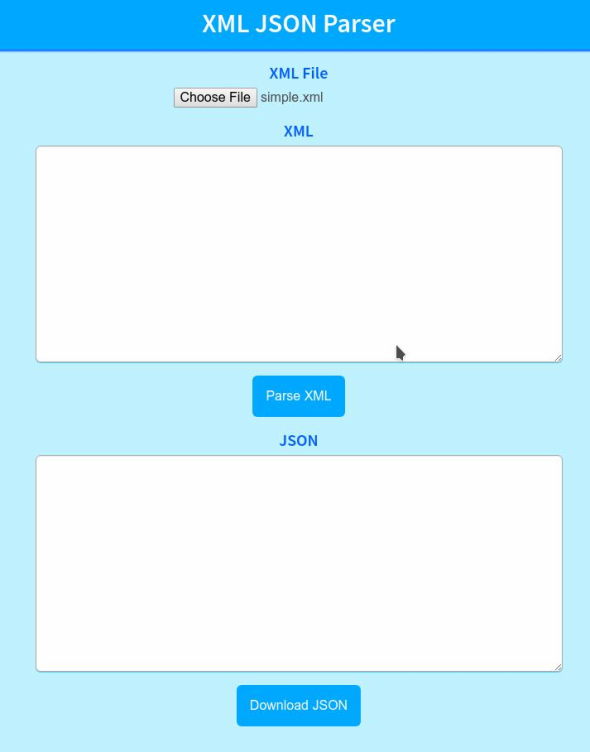 XML JSON Parser
XML File
Choose File simple.xml
XML
Parse XML
JSON
Download JSON